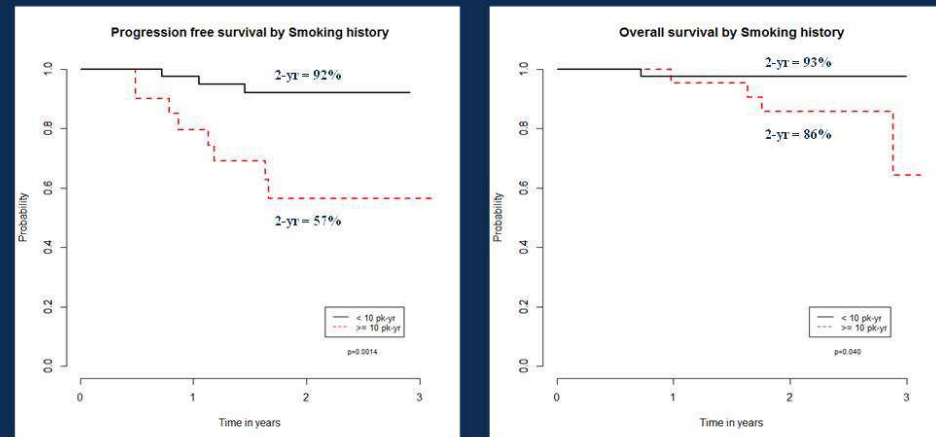 Progression free survival by Smoking history
2-yr = 92%
2-yr = 57%
Probability
1.0
0.8
0.6
0.4
0.2
0.0
< 10 pk-yr
>= 10 pk-yr
p=0.0014
0 1 2 3
Time in years
Overall survival by Smoking history
2-yr = 93%
2-yr = 86%
Probability
1.0
0.8
0.6
0.4
0.2
0.0
< 10 pk-yr
>= 10 pk-yr
p=0.040
0 1 2 3
Time in years